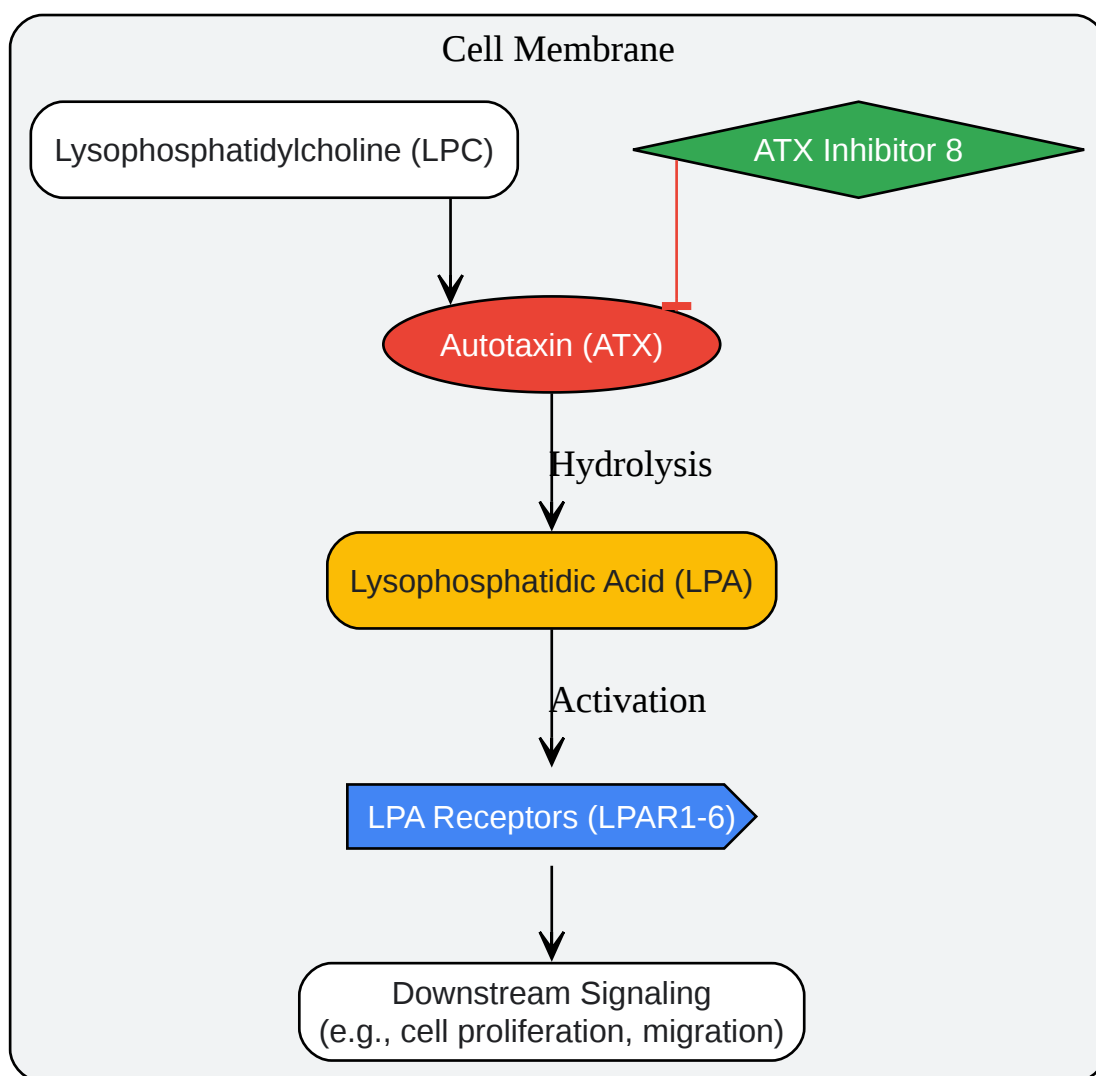 Cell Membrane
Lysophosphatidylcholine (LPC)
ATX Inhibitor 8
Autotaxin (ATX)
Hydrolysis
Lysophosphatidic Acid (LPA)
Activation
LPA Receptors (LPAR1-6)
Downstream Signaling
(e.g., cell proliferation, migration)